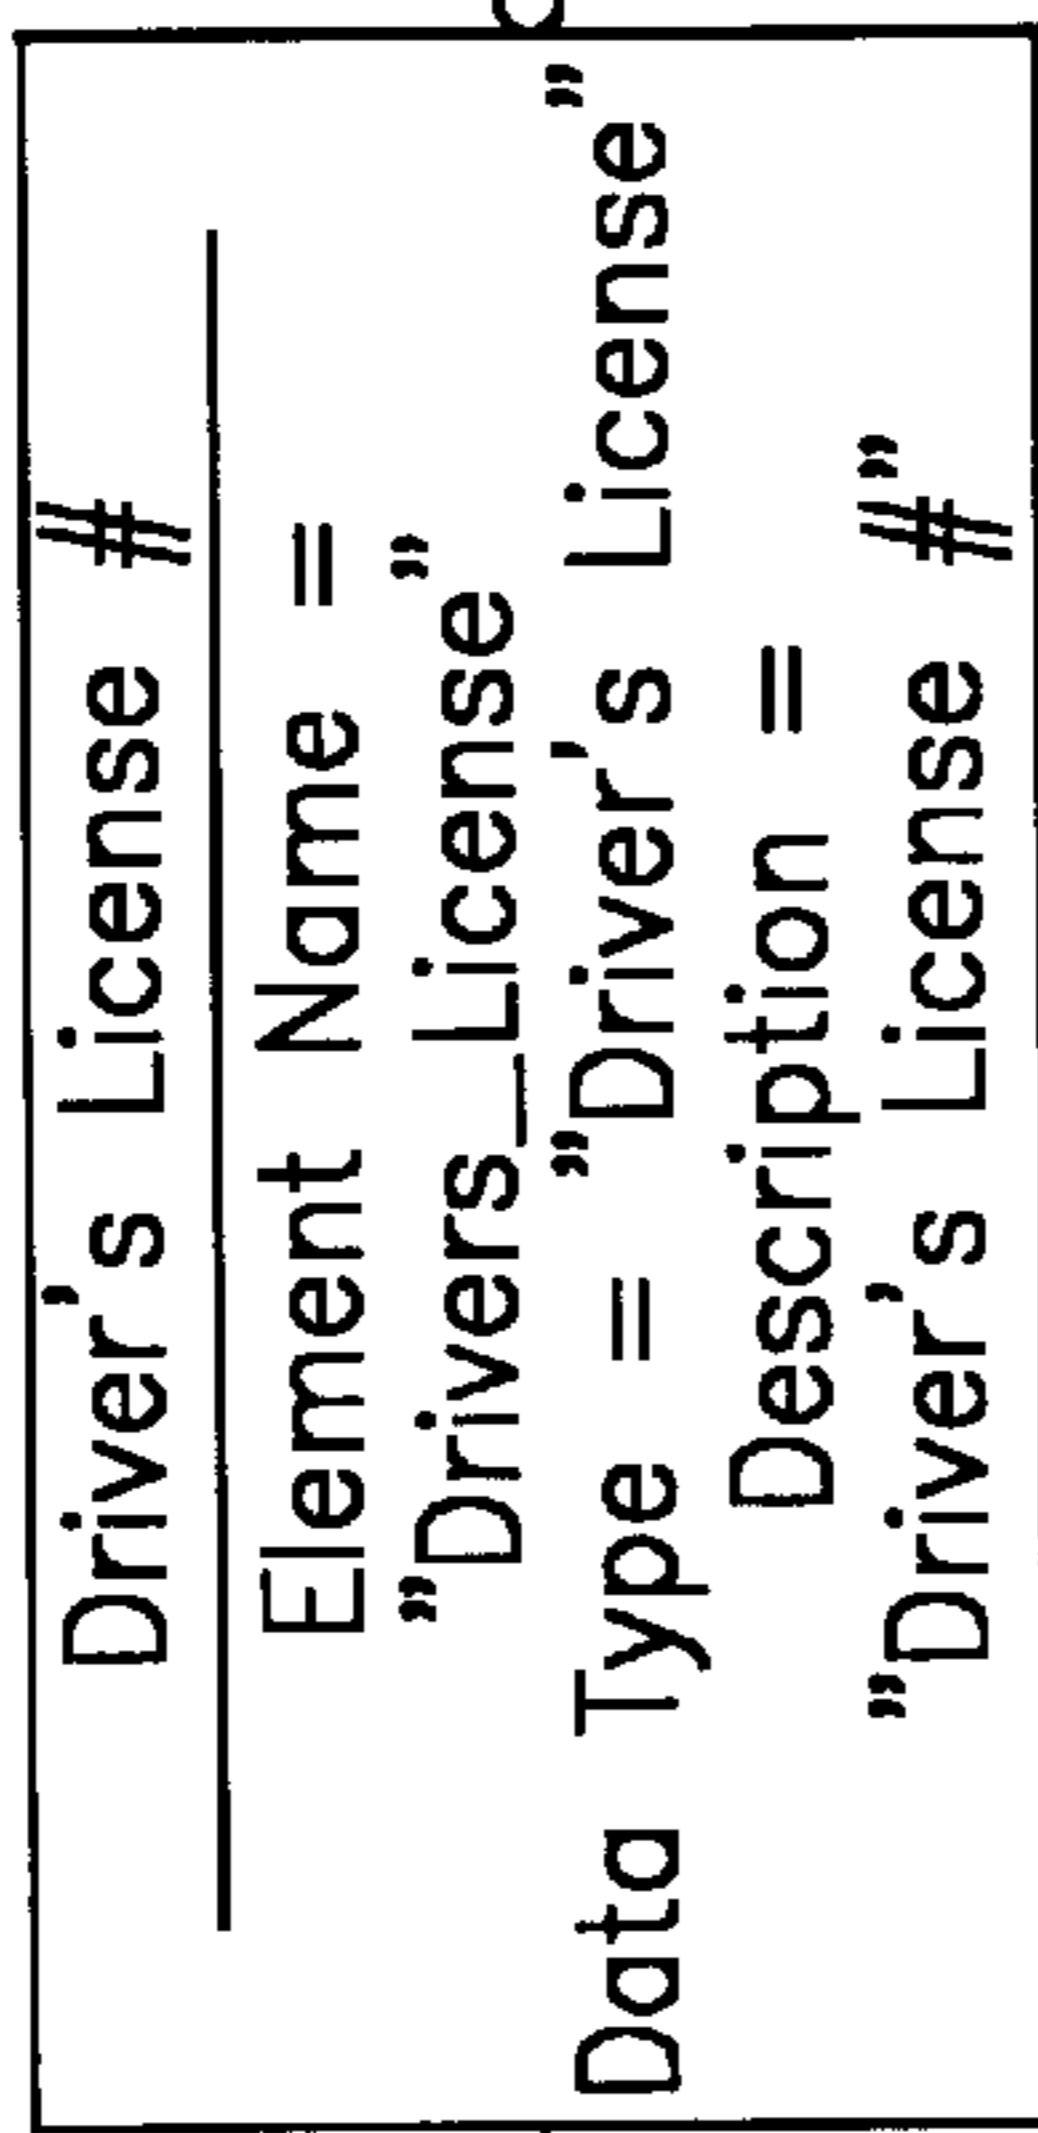 Driver's License #
Element Name =
"Drivers_License"
Data Type = "Driver's License"
Description =
"Driver's License #"